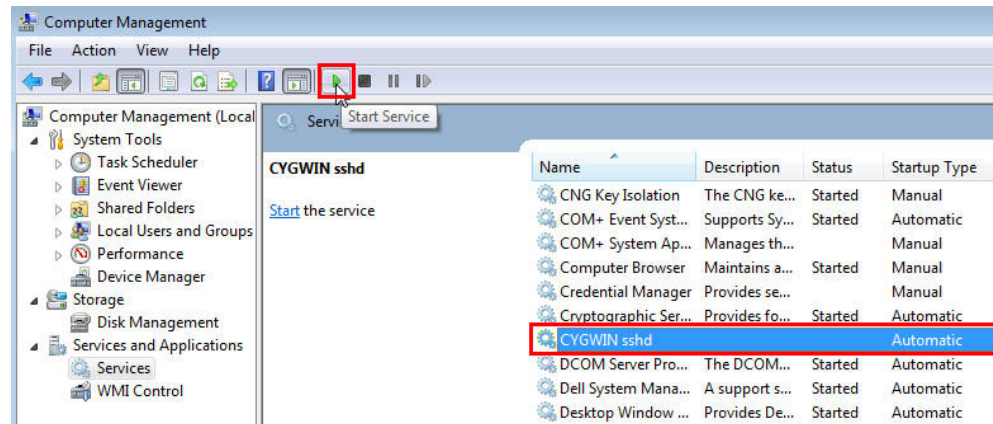 Computer Management
File Action View Help
Start Service
Computer Management (Local
System Tools
Task Scheduler
Event Viewer
Shared Folders
Local Users and Groups
Performance
Device Manager
Storage
Disk Management
Services and Applications
Services
WMI Control
Servi
CYGWIN sshd
Start the service
Name Description Status Startup Type
CNG Key Isolation The CNG ke... Started Manual
COM+ Event Syst... Supports Sy... Started Automatic
COM+ System Ap... Manages th... Manual
Computer Browser Maintains a... Started Manual
Credential Manager Provides se... Manual
Cryptographic Ser... Provides fo... Started Automatic
CYGWIN sshd Automatic
DCOM Server Pro... The DCOM... Started Automatic
Dell System Mana... A support s... Started Automatic
Desktop Window ... Provides De... Started Automatic